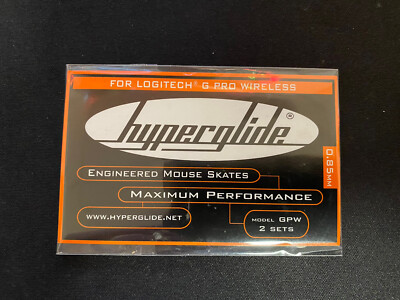 FOR LOGITECH® G PRO WIRELESS
hyperglide®
0.85MM
ENGINEERED MOUSE SKATES
MAXIMUM PERFORMANCE
WWW.HYPERGLIDE.NET
MODEL GPW
2 SETS